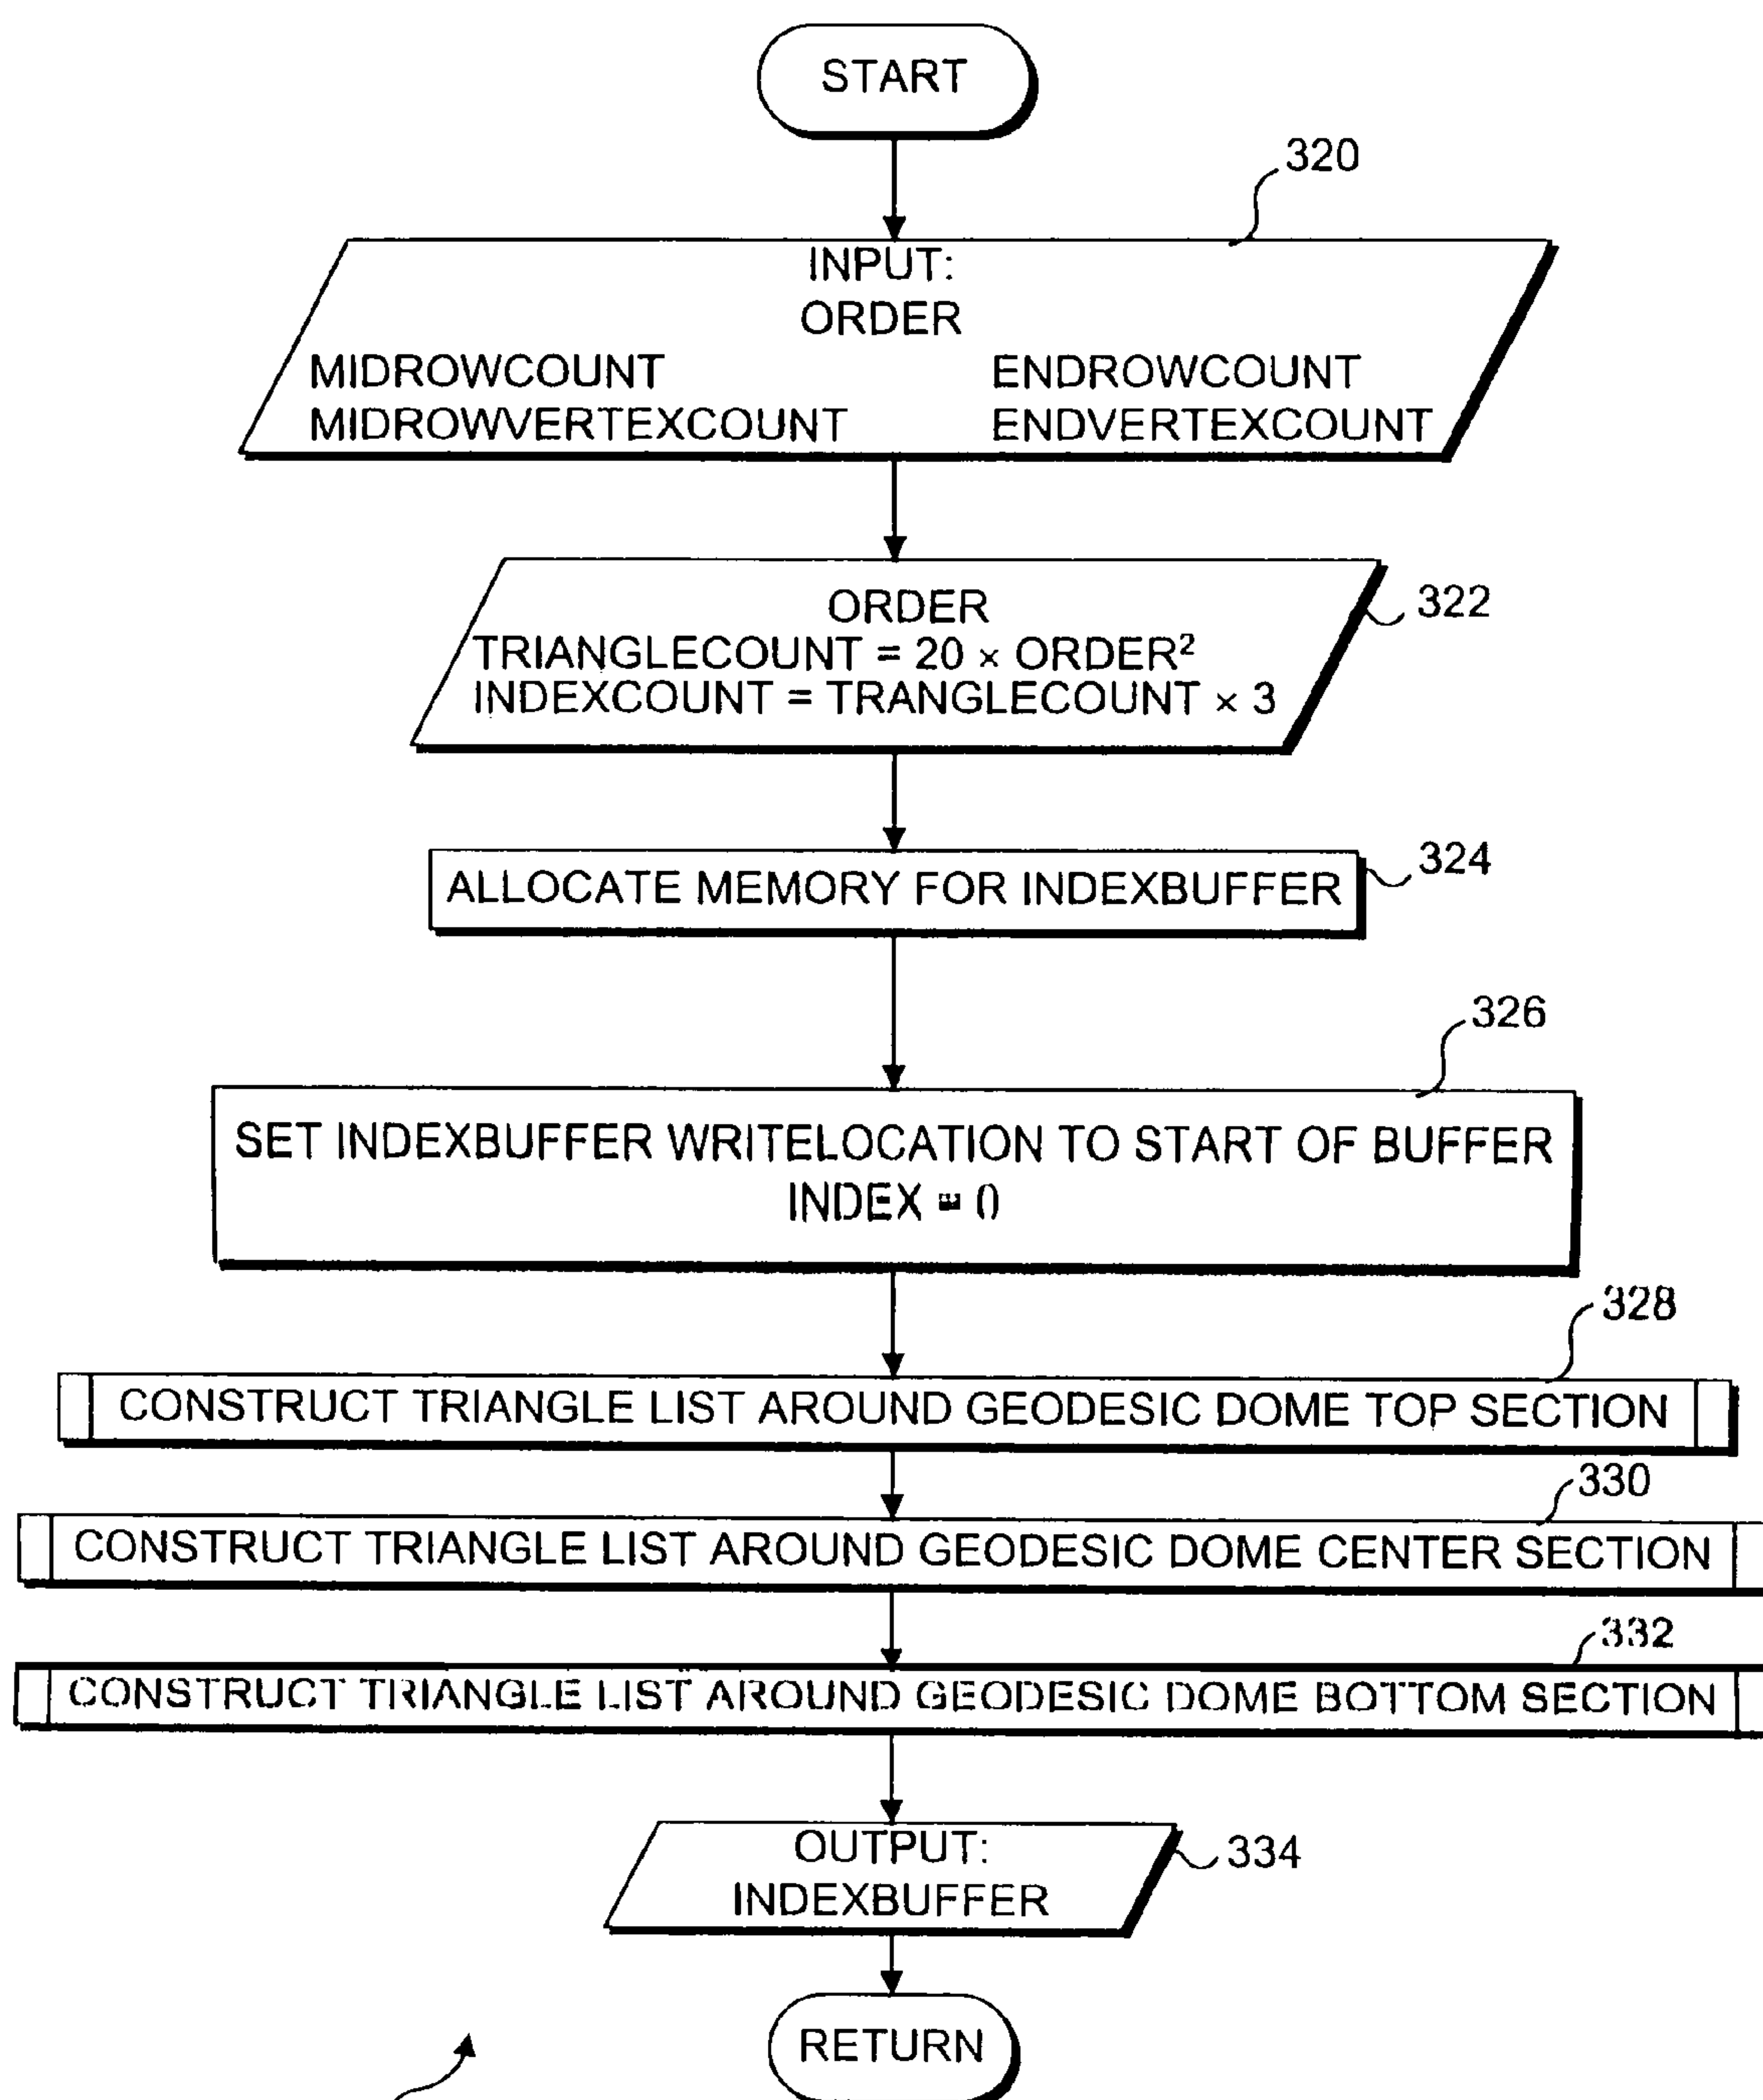 START
320
INPUT:
ORDER
MIDROWCOUNT ENDROWCOUNT
MIDROWVERTEXCOUNT ENDVERTEXCOUNT
322
ORDER
TRIANGLECOUNT = 20 × ORDER²
INDEXCOUNT = TRANGLECOUNT × 3
324
ALLOCATE MEMORY FOR INDEXBUFFER
326
SET INDEXBUFFER WRITELOCATION TO START OF BUFFER
INDEX = 0
328
CONSTRUCT TRIANGLE LIST AROUND GEODESIC DOME TOP SECTION
330
CONSTRUCT TRIANGLE LIST AROUND GEODESIC DOME CENTER SECTION
332
CONSTRUCT TRIANGLE LIST AROUND GEODESIC DOME BOTTOM SECTION
OUTPUT:
334
INDEXBUFFER
RETURN